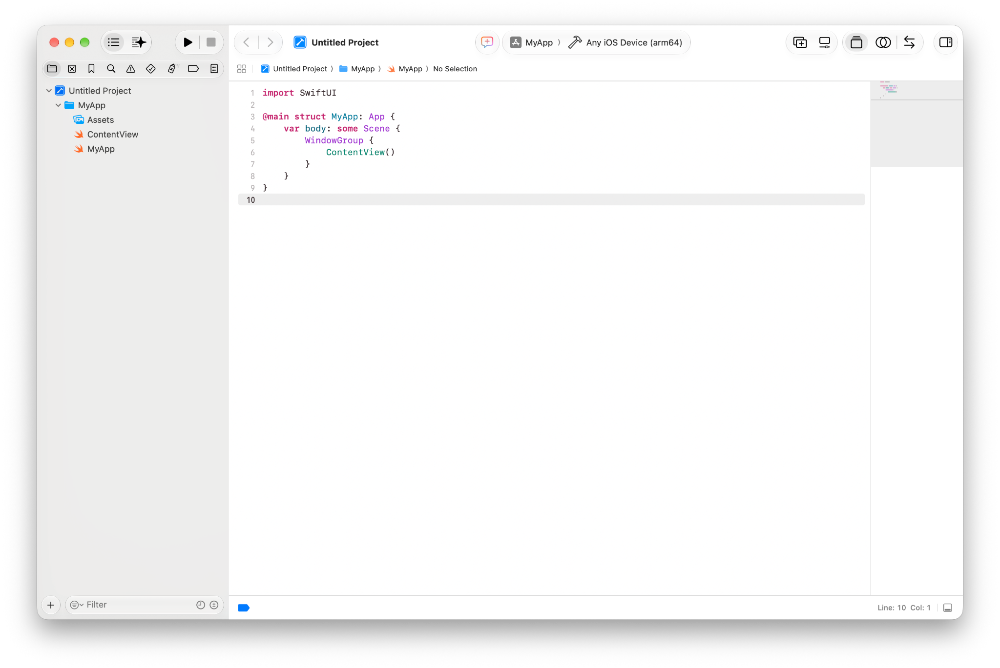 Untitled Project
MyApp
Any iOS Device (arm64)
Untitled Project
MyApp
MyApp
No Selection
Untitled Project
MyApp
Assets
ContentView
MyApp
1 import SwiftUI
2
3 @main struct MyApp: App {
4 var body: some Scene {
5 WindowGroup {
6 ContentView()
7 }
8 }
9 }
10
Filter
Line: 10 Col: 1